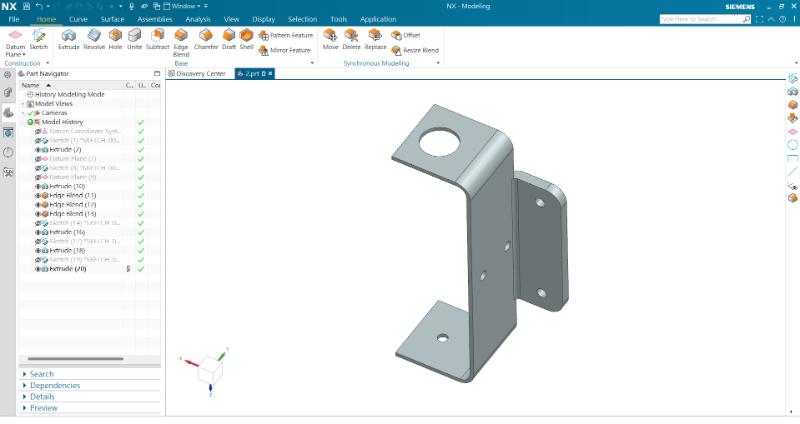 NX
Window
NX - Modeling
SIEMENS
File Home Curve Surface Assemblies Analysis View Display Selection Tools Application
Type Here to Search
Datum Plane Sketch Extrude Revolve Hole Unite Subtract Edge Blend Chamfer Draft Shell Pattern Feature Mirror Feature Move Delete Replace Offset Resize Blend
Construction Base Synchronous Modeling
Part Navigator
Discovery Center
2.prt
Name C... U... Co
History Modeling Mode
Model Views
Cameras
Model History
Datum Coordinate Syst...
Sketch (1) "SKETCH_00...
Extrude (2)
Datum Plane (7)
Sketch (8) "SKETCH_0...
Datum Plane (9)
Extrude (10)
Edge Blend (11)
Edge Blend (12)
Edge Blend (13)
Sketch (14) "SKETCH_0...
Extrude (16)
Sketch (17) "SKETCH_0...
Extrude (18)
Sketch (19) "SKETCH_0...
Extrude (20)
X
Y
Z
Search
Dependencies
Details
Preview